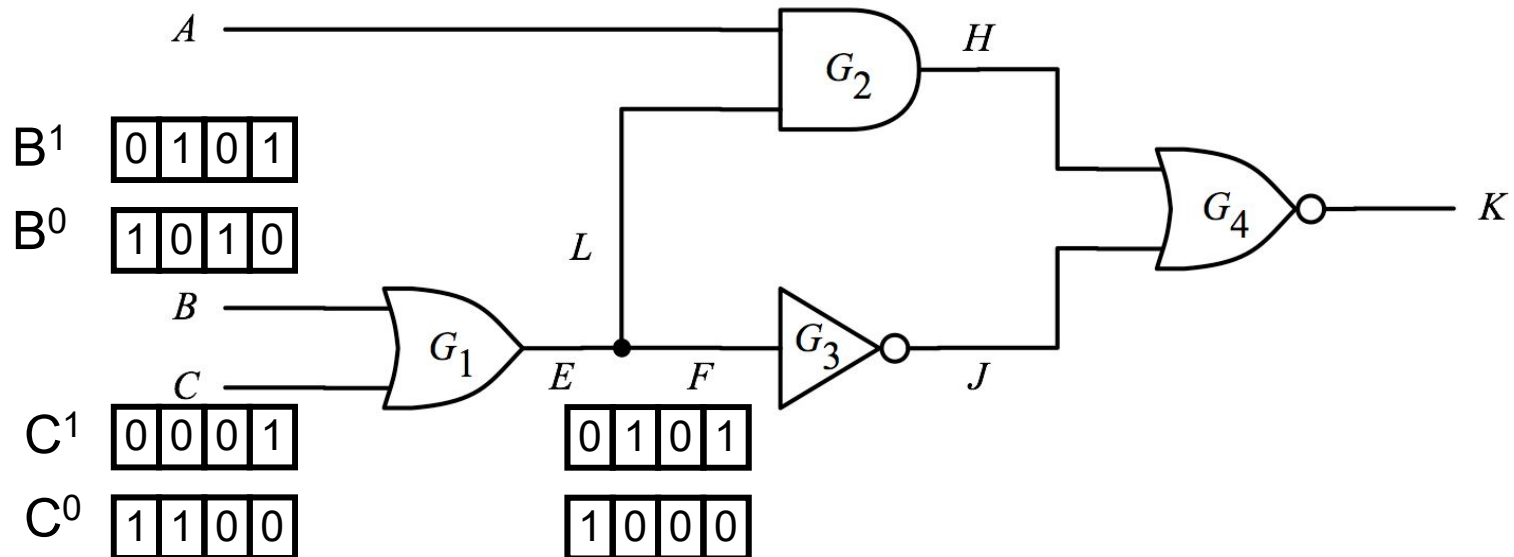 A
H
G₂
B¹ 0 1 0 1
B⁰ 1 0 1 0
L
G₄
K
B
G₁
G₃
C
E
F
J
C¹ 0 0 0 1
0 1 0 1
C⁰ 1 1 0 0
1 0 0 0